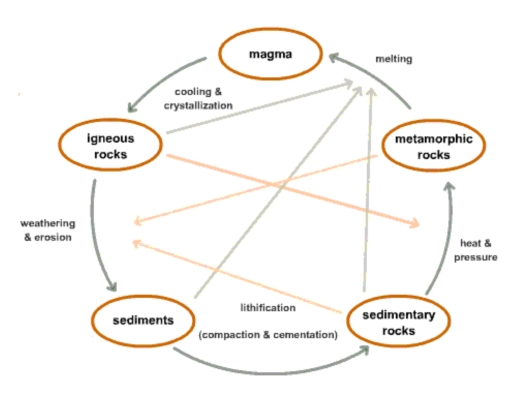 magma
melting
cooling &
crystallization
igneous
rocks
metamorphic
rocks
weathering
& erosion
heat &
pressure
lithification
sediments
(compaction & cementation)
sedimentary
rocks